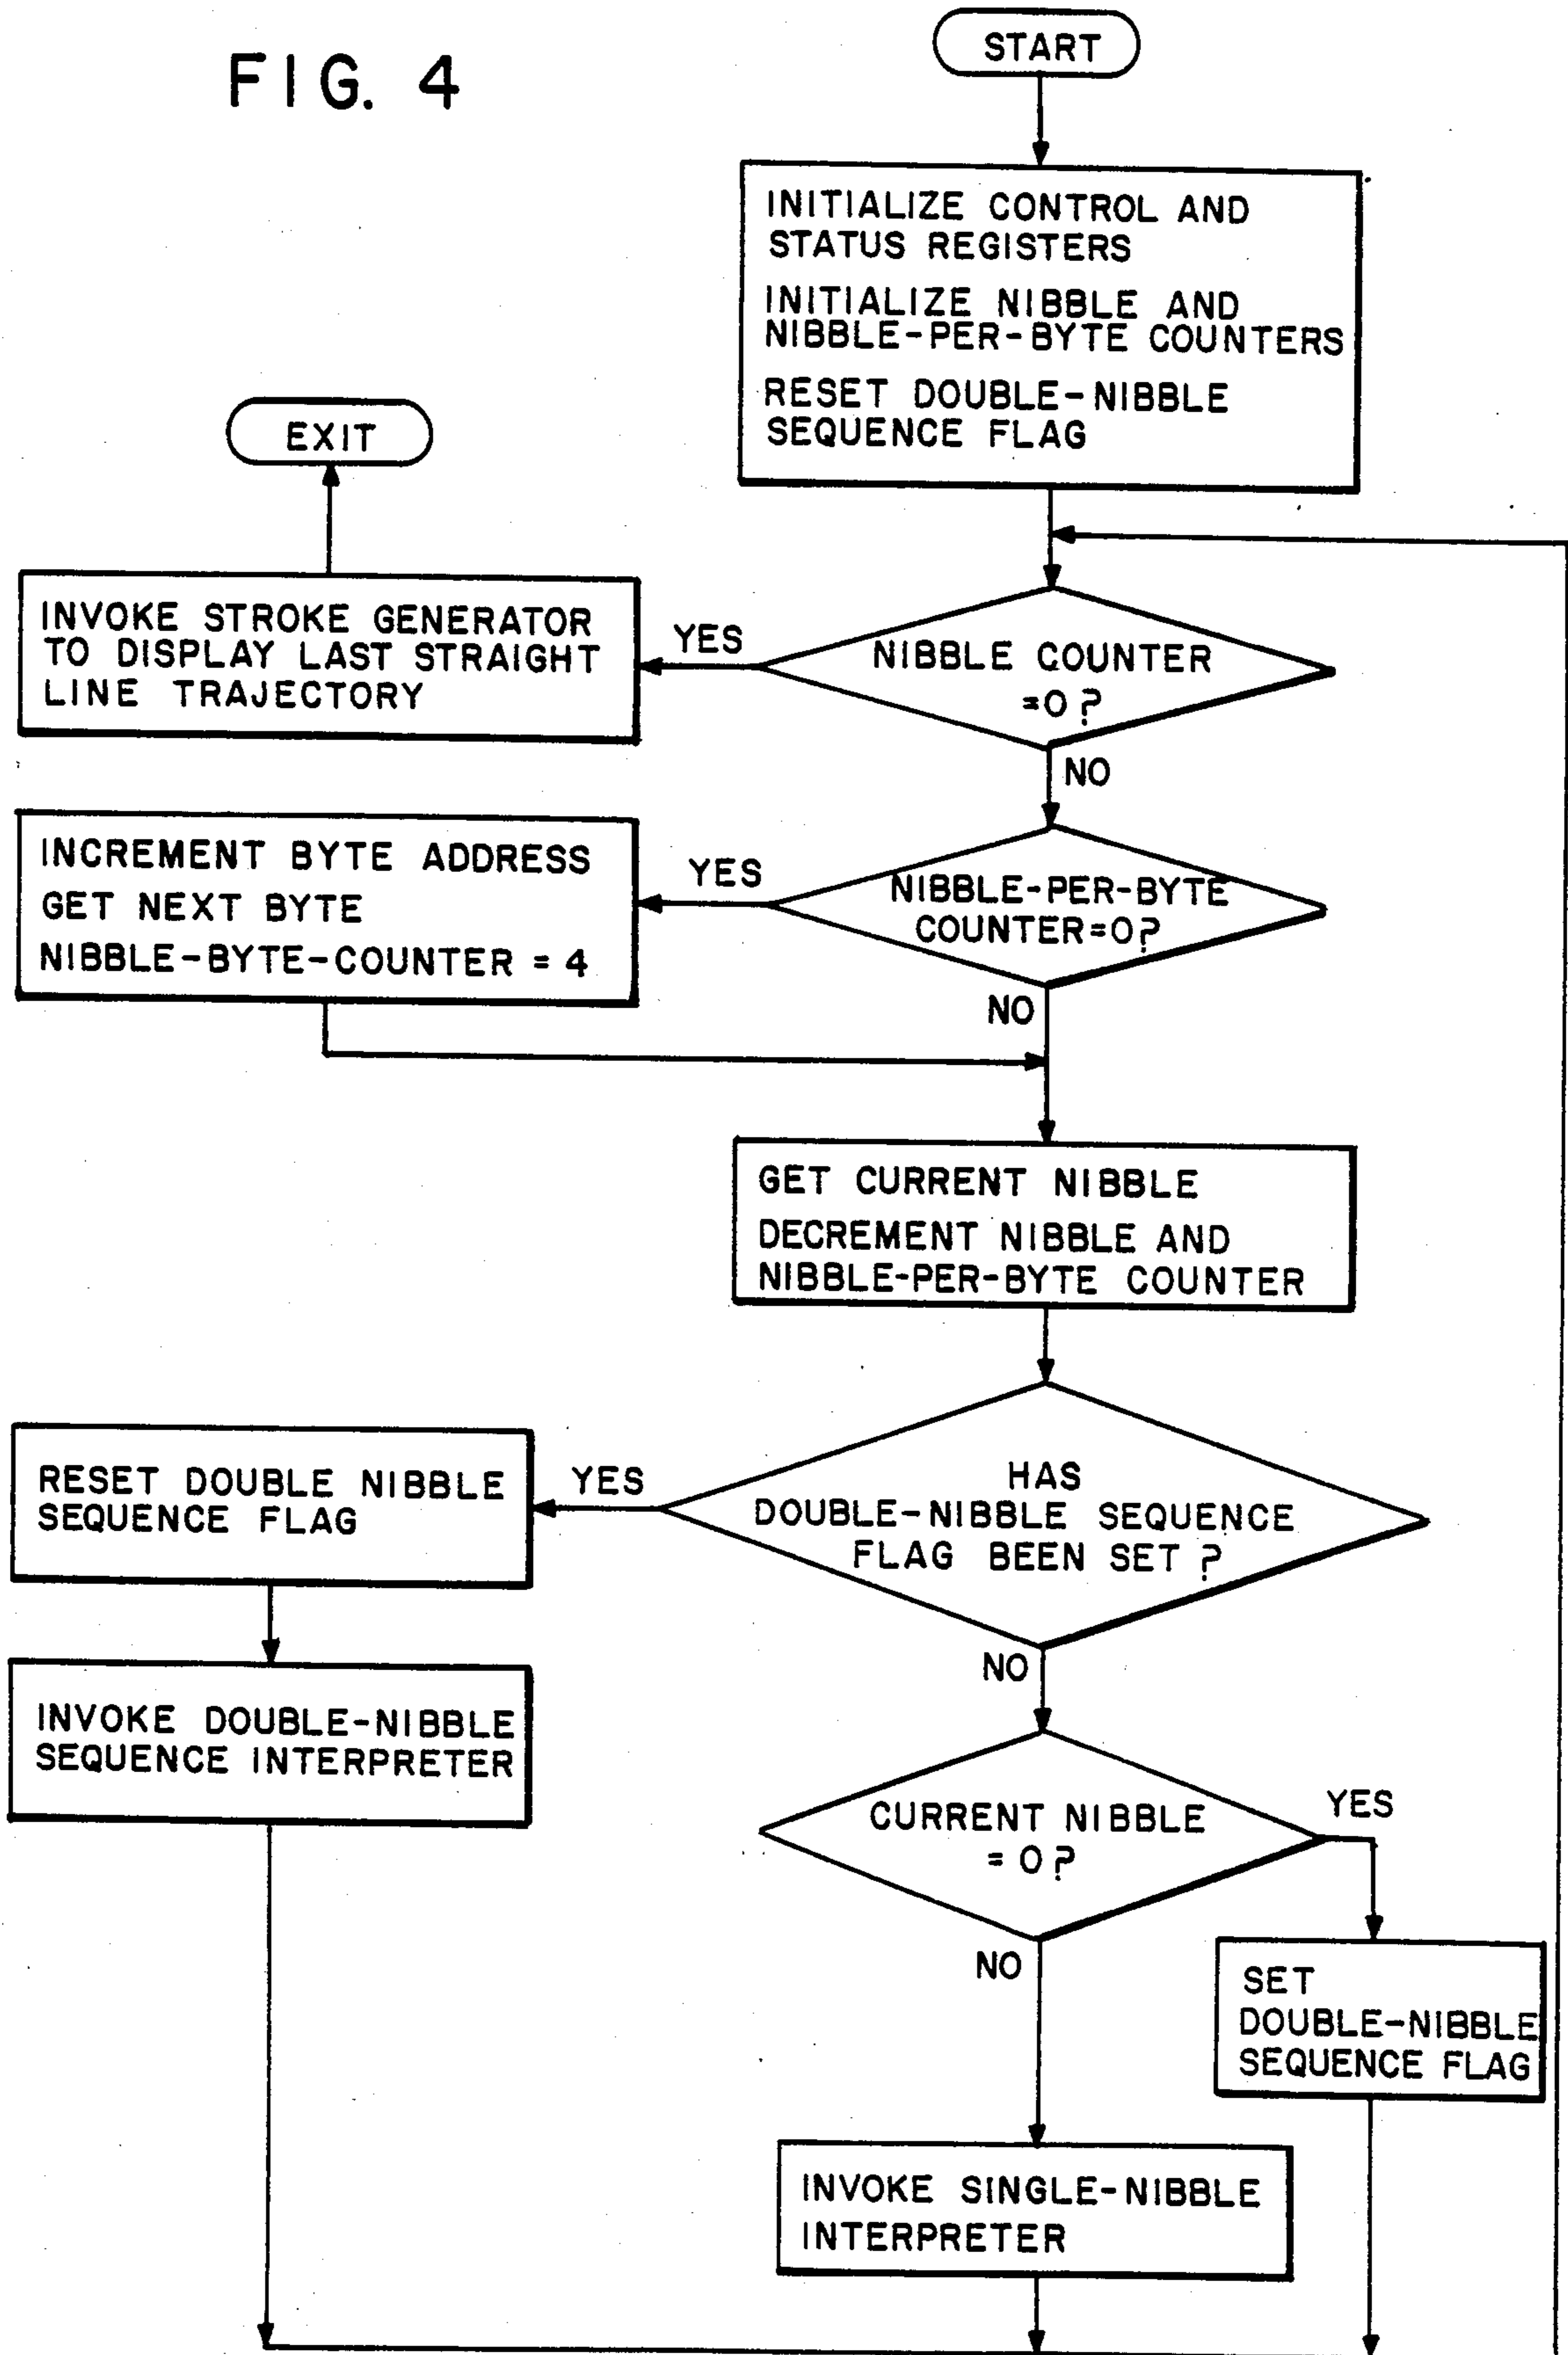 FIG. 4
START
INITIALIZE CONTROL AND
STATUS REGISTERS
INITIALIZE NIBBLE AND
NIBBLE-PER-BYTE COUNTERS
RESET DOUBLE-NIBBLE
SEQUENCE FLAG
EXIT
INVOKE STROKE GENERATOR
TO DISPLAY LAST STRAIGHT
LINE TRAJECTORY
YES
NIBBLE COUNTER
=0?
NO
INCREMENT BYTE ADDRESS
GET NEXT BYTE
NIBBLE-BYTE-COUNTER = 4
YES
NIBBLE-PER-BYTE
COUNTER=0?
NO
GET CURRENT NIBBLE
DECREMENT NIBBLE AND
NIBBLE-PER-BYTE COUNTER
RESET DOUBLE NIBBLE
SEQUENCE FLAG
YES
HAS
DOUBLE-NIBBLE SEQUENCE
FLAG BEEN SET?
NO
INVOKE DOUBLE-NIBBLE
SEQUENCE INTERPRETER
CURRENT NIBBLE
= 0?
YES
NO
SET
DOUBLE-NIBBLE
SEQUENCE FLAG
INVOKE SINGLE-NIBBLE
INTERPRETER